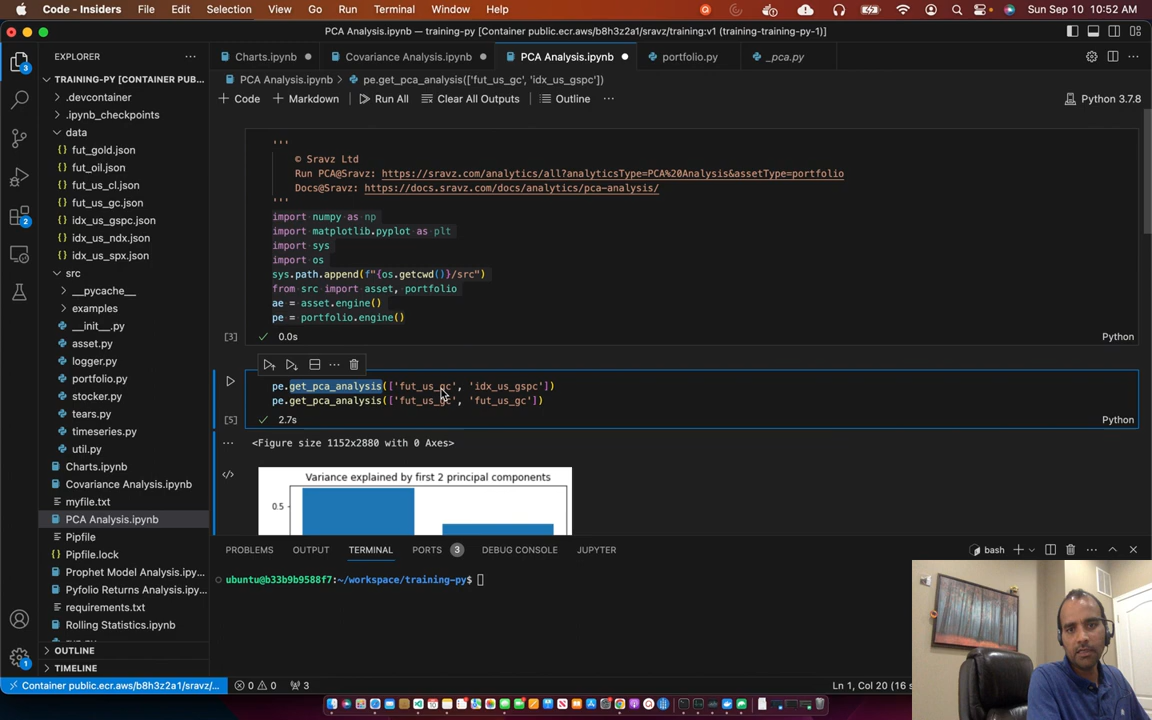 Code - Insiders File Edit Selection View Go Run Terminal Window Help Sun Sep 10 10:52 AM
PCA Analysis.ipynb — training-py [Container public.ecr.aws/b8h3z2a1/sravz/training:v1 (training-training-py-1)]
EXPLORER
Charts.ipynb
Covariance Analysis.ipynb
PCA Analysis.ipynb
portfolio.py
_pca.py
3
TRAINING-PY [CONTAINER PUB...
PCA Analysis.ipynb > pe.get_pca_analysis(['fut_us_gc', 'idx_us_gspc'])
+ Code + Markdown Run All Clear All Outputs Outline ... Python 3.7.8
.devcontainer
.ipynb_checkpoints
data
fut_gold.json
fut_oil.json
fut_us_cl.json
fut_us_gc.json
idx_us_gspc.json
idx_us_ndx.json
idx_us_spx.json
src
__pycache__
examples
__init__.py
asset.py
logger.py
portfolio.py
stocker.py
tears.py
timeseries.py
util.py
Charts.ipynb
Covariance Analysis.ipynb
myfile.txt
PCA Analysis.ipynb
Pipfile
Pipfile.lock
Prophet Model Analysis.ipy...
Pyfolio Returns Analysis.ipy...
requirements.txt
Rolling Statistics.ipynb
OUTLINE
TIMELINE
2
1
'''
© Sravz Ltd
Run PCA@Sravz: https://sravz.com/analytics/all?analyticsType=PCA%20Analysis&assetType=portfolio
Docs@Sravz: https://docs.sravz.com/docs/analytics/pca-analysis/
'''
import numpy as np
import matplotlib.pyplot as plt
import sys
import os
sys.path.append(f"{os.getcwd()}/src")
from src import asset, portfolio
ae = asset.engine()
pe = portfolio.engine()
[3] 0.0s Python
pe.get_pca_analysis(['fut_us_gc', 'idx_us_gspc'])
pe.get_pca_analysis(['fut_us_gc', 'fut_us_gc'])
[5] 2.7s Python
<Figure size 1152x2880 with 0 Axes>
Variance explained by first 2 principal components
0.5
PROBLEMS OUTPUT TERMINAL PORTS 3 DEBUG CONSOLE JUPYTER bash
ubuntu@b33b9b9588f7:~/workspace/training-py$
Container public.ecr.aws/b8h3z2a1/sravz/... 0 0 3 Ln 1, Col 20 (16 s